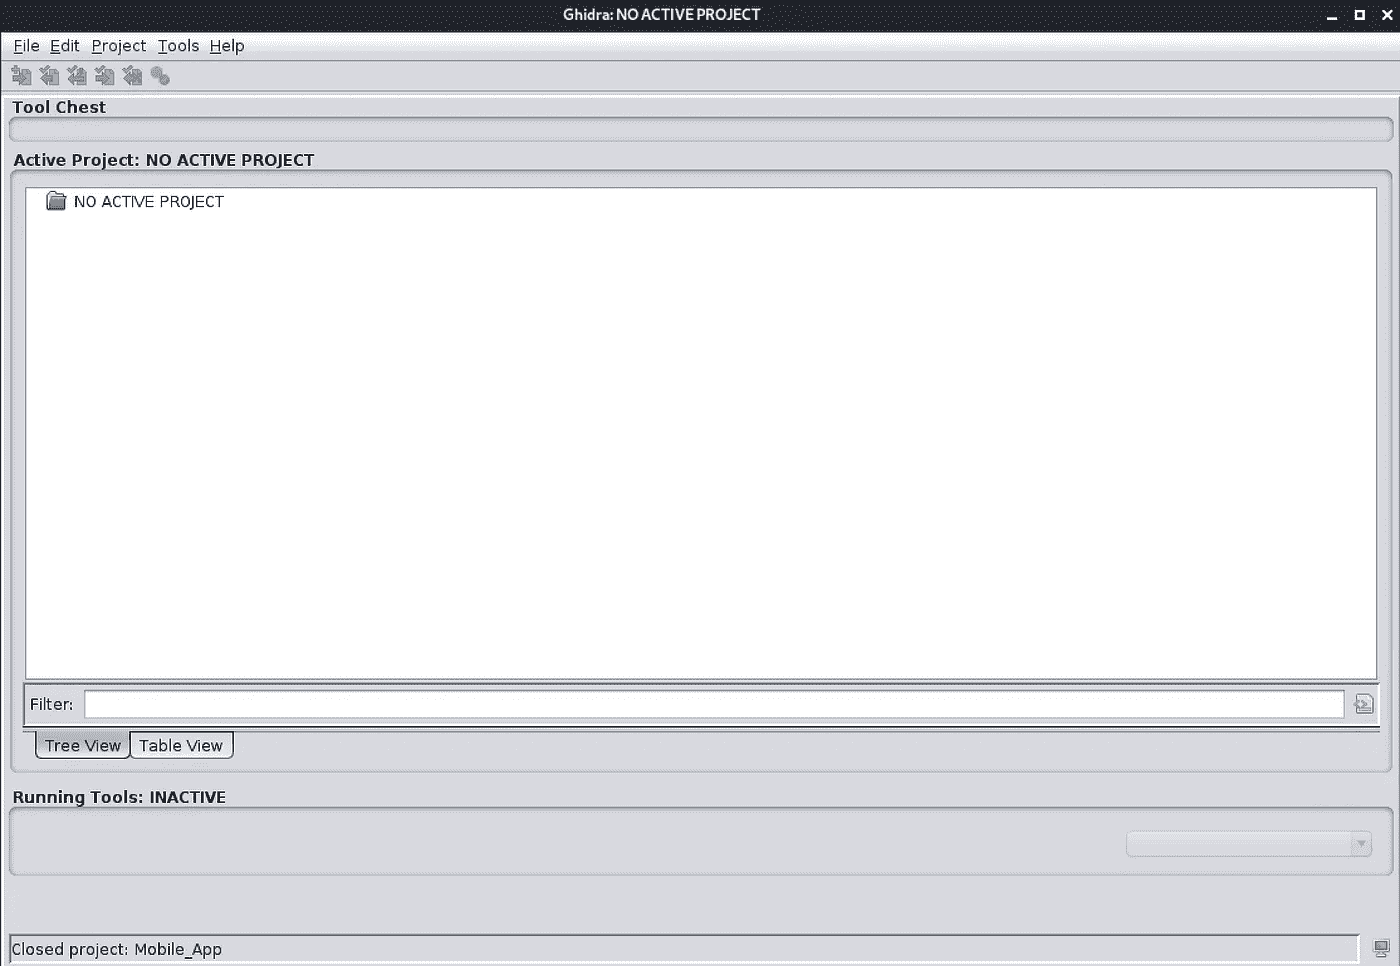 Ghidra: NO ACTIVE PROJECT
File Edit Project Tools Help
Tool Chest
Active Project: NO ACTIVE PROJECT
NO ACTIVE PROJECT
Filter:
Tree View Table View
Running Tools: INACTIVE
Closed project: Mobile_App